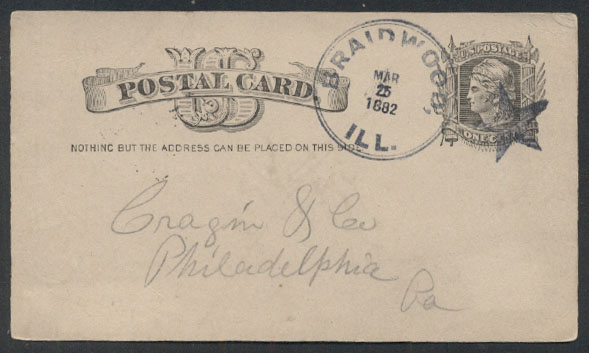 US
POSTAL CARD
NOTHING BUT THE ADDRESS CAN BE PLACED ON THIS SIDE.
BRAIDWOOD,
MAR
25
1882
ILL.
U.S. POSTAGE
ONE CENT
Cragin & Co
Philadelphia
Pa